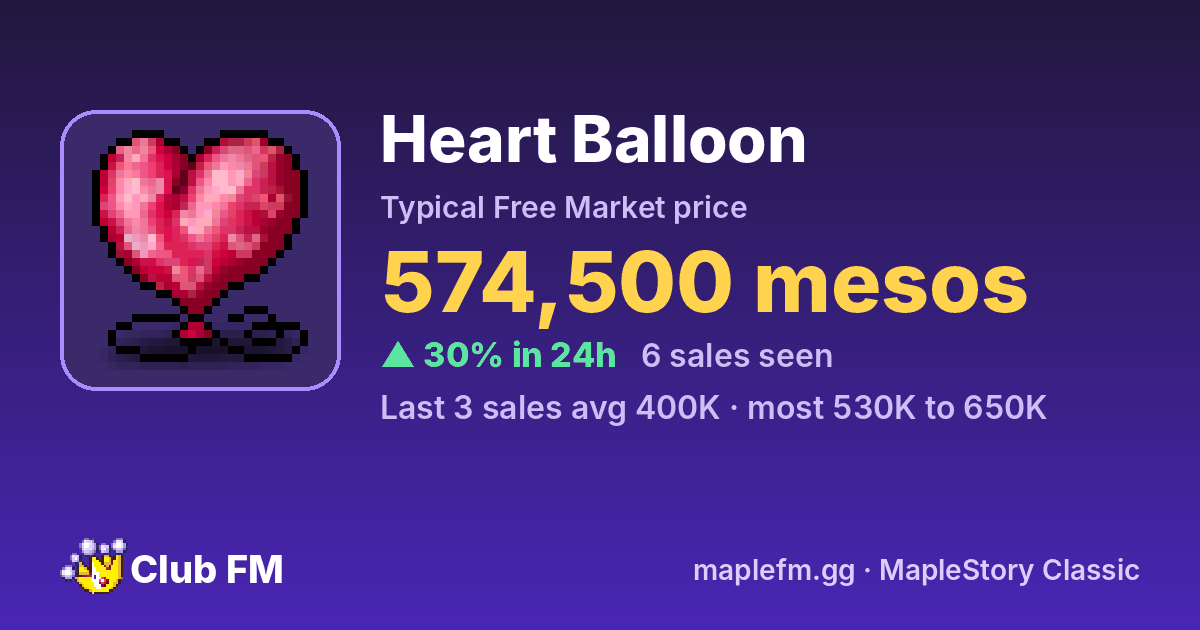 Heart Balloon
Typical Free Market price
574,500 mesos
▲ 30% in 24h 6 sales seen
Last 3 sales avg 400K · most 530K to 650K
Club FM
maplefm.gg · MapleStory Classic